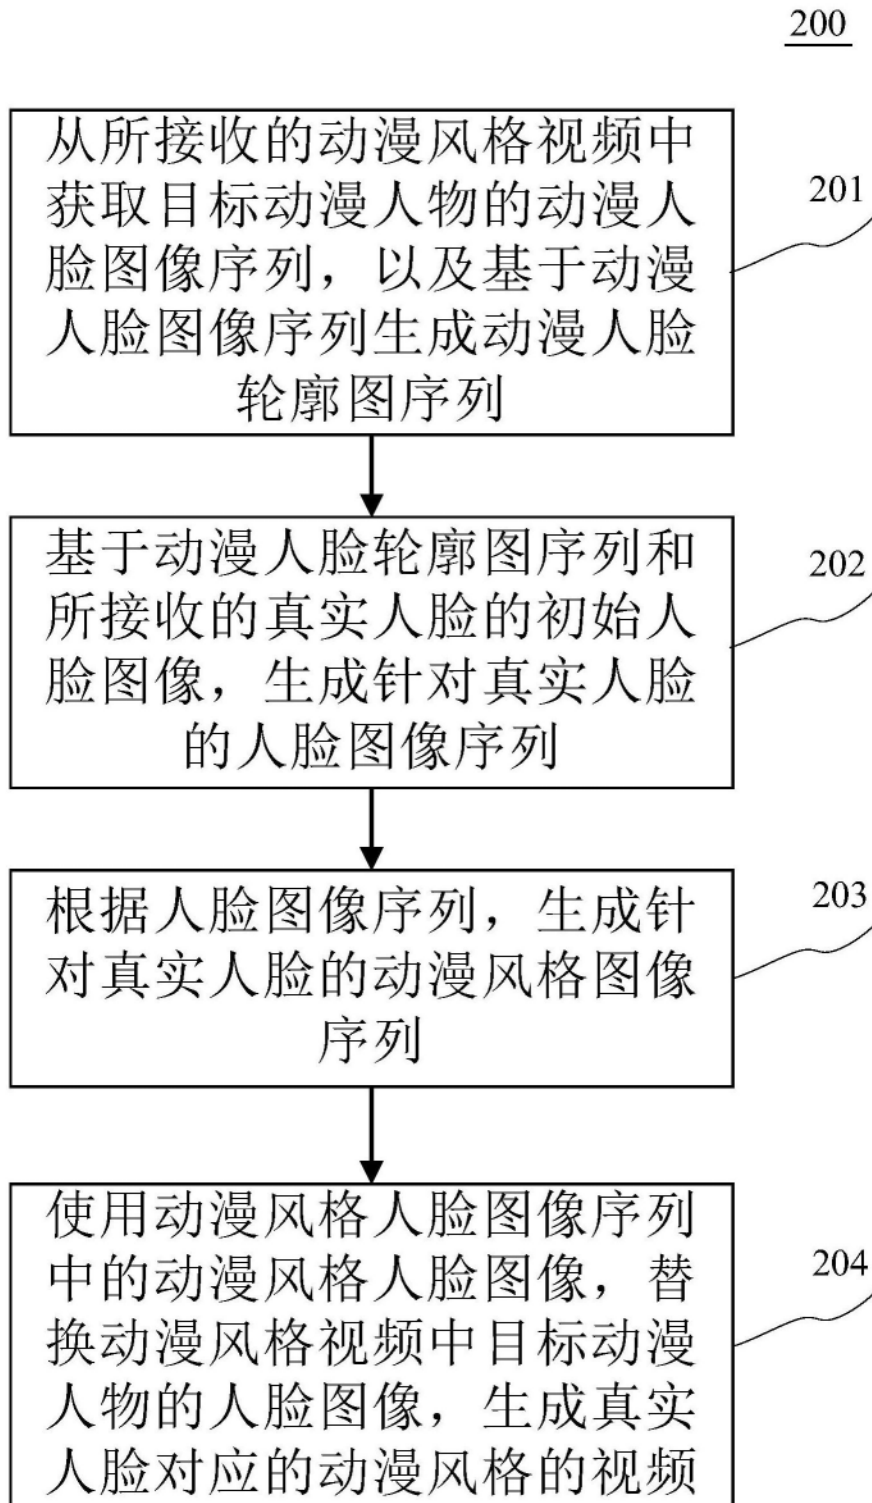 200
从所接收的动漫风格视频中
获取目标动漫人物的动漫人
脸图像序列，以及基于动漫
人脸图像序列生成动漫人脸
轮廓图序列
201
基于动漫人脸轮廓图序列和
所接收的真实人脸的初始人
脸图像，生成针对真实人脸
的人脸图像序列
202
根据人脸图像序列，生成针
对真实人脸的动漫风格图像
序列
203
使用动漫风格人脸图像序列
中的动漫风格人脸图像，替
换动漫风格视频中目标动漫
人物的人脸图像，生成真实
人脸对应的动漫风格的视频
204